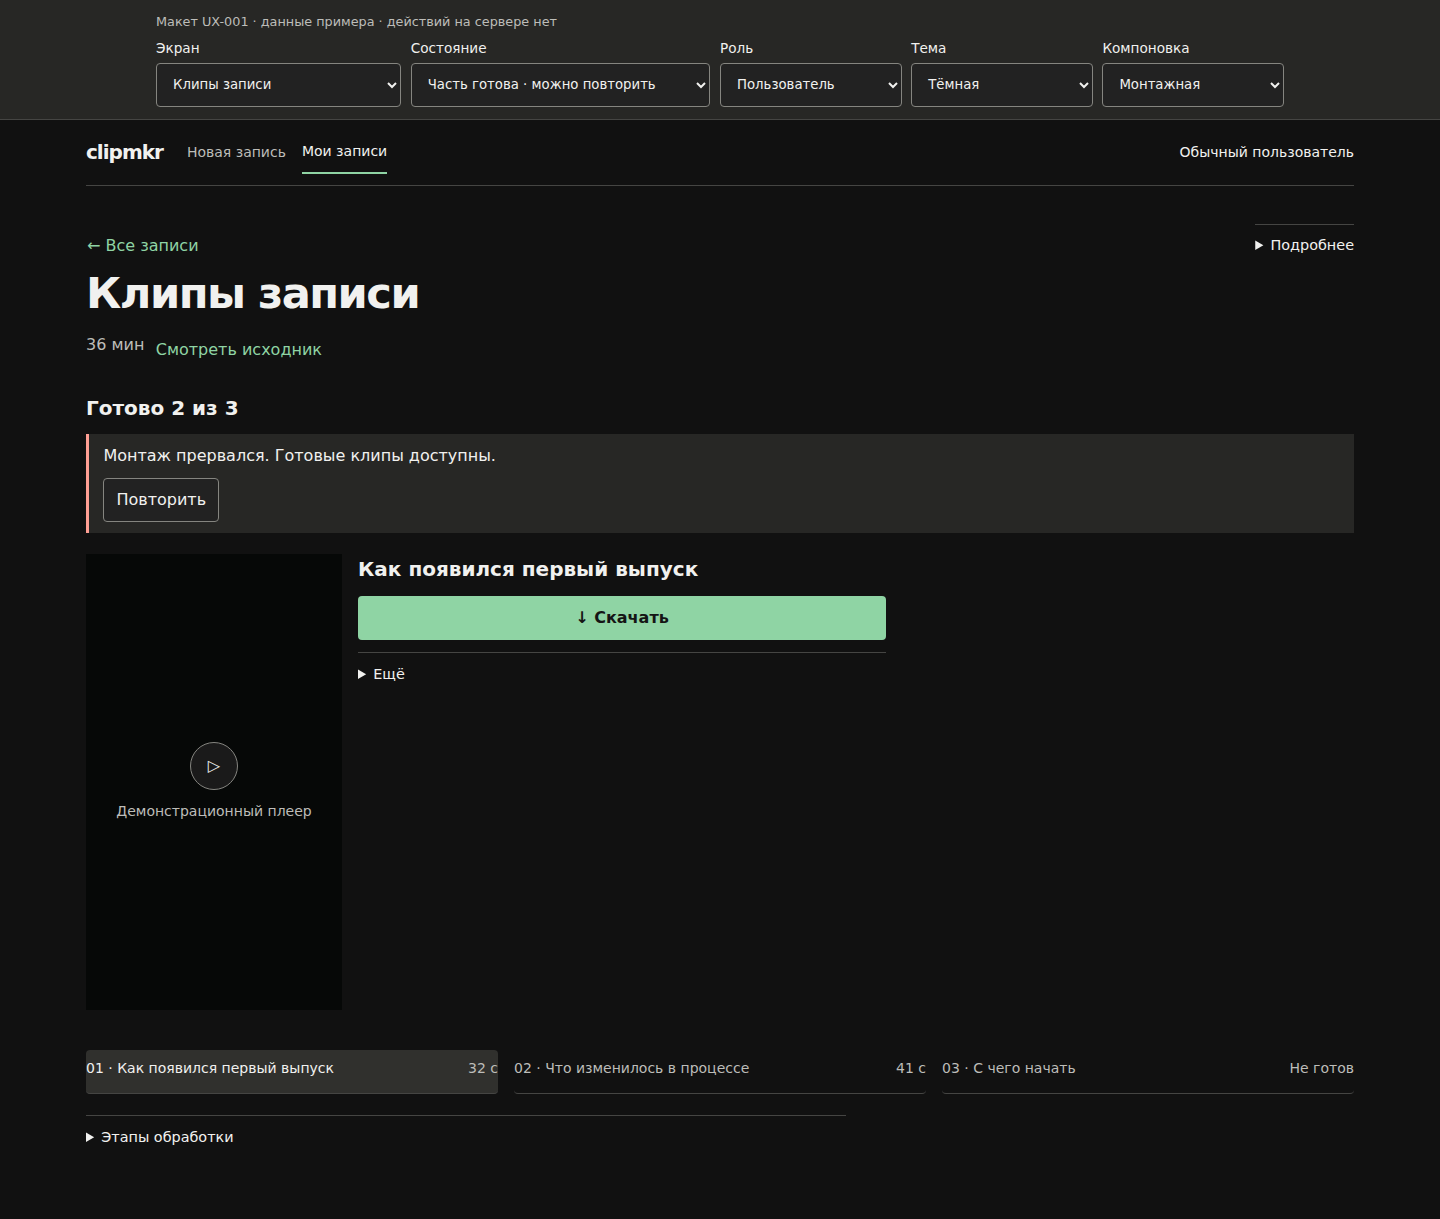 Макет UX-001 · данные примера · действий на сервере нет
Экран Состояние Роль Тема Компоновка
Клипы записи Часть готова · можно повторить Пользователь Тёмная Монтажная
clipmkr Новая запись Мои записи Обычный пользователь
← Все записи ▶ Подробнее
Клипы записи
36 мин Смотреть исходник
Готово 2 из 3
Монтаж прервался. Готовые клипы доступны.
Повторить
Как появился первый выпуск
↓ Скачать
▶ Ещё
Демонстрационный плеер
01 · Как появился первый выпуск 32 с 02 · Что изменилось в процессе 41 с 03 · С чего начать Не готов
▶ Этапы обработки